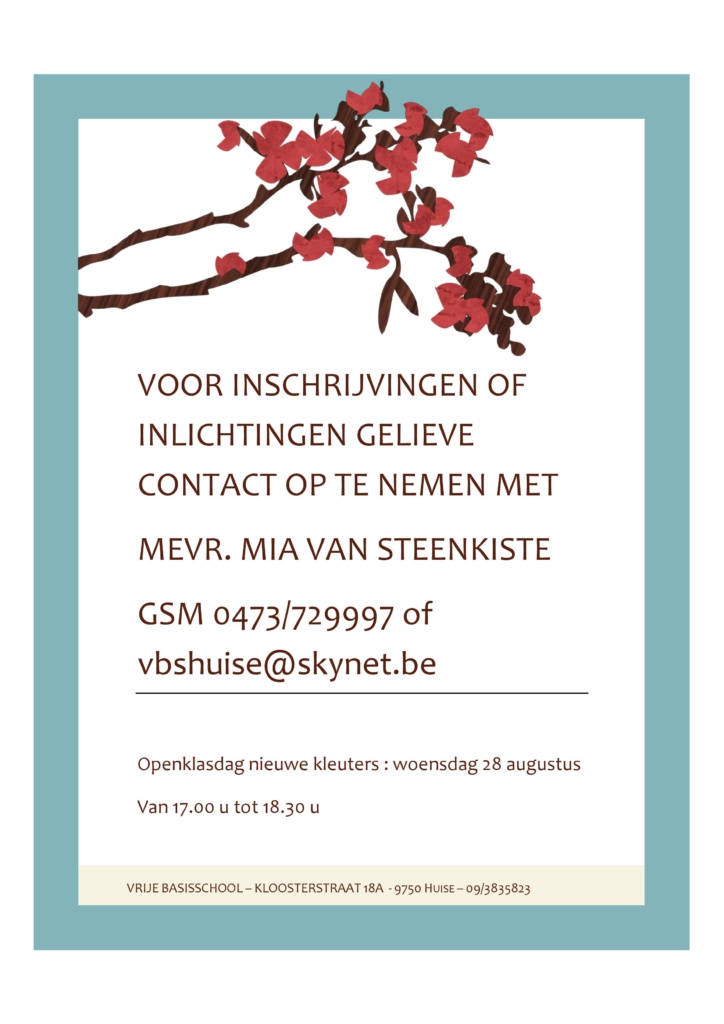 VOOR INSCHRIJVINGEN OF
INLICHTINGEN GELIEVE
CONTACT OP TE NEMEN MET
MEVR. MIA VAN STEENKISTE
GSM 0473/729997 of
vbshuise@skynet.be
Openklasdag nieuwe kleuters : woensdag 28 augustus
Van 17.00 u tot 18.30 u
VRIJE BASISSCHOOL – KLOOSTERSTRAAT 18A - 9750 HUISE – 09/3835823